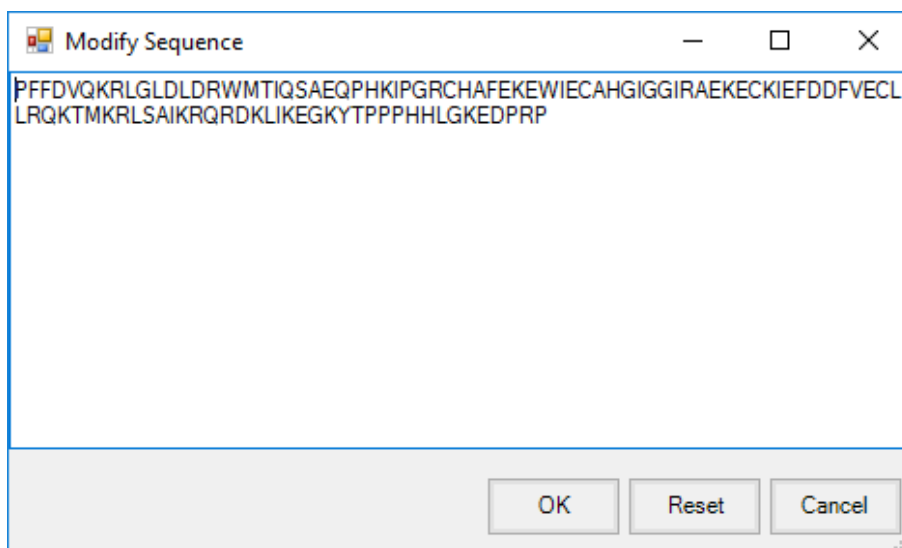 Modify Sequence
PFFDVQKRLGLDLDRWMTIQSAEQPHKIPGRCHAFEKEWIECAHGIGGIRAEKECKIEFDDFVECL
LRQKTMKRLSAIKRQRDKLIKEGKYTPPPHHLGKEDPRP
OK Reset Cancel